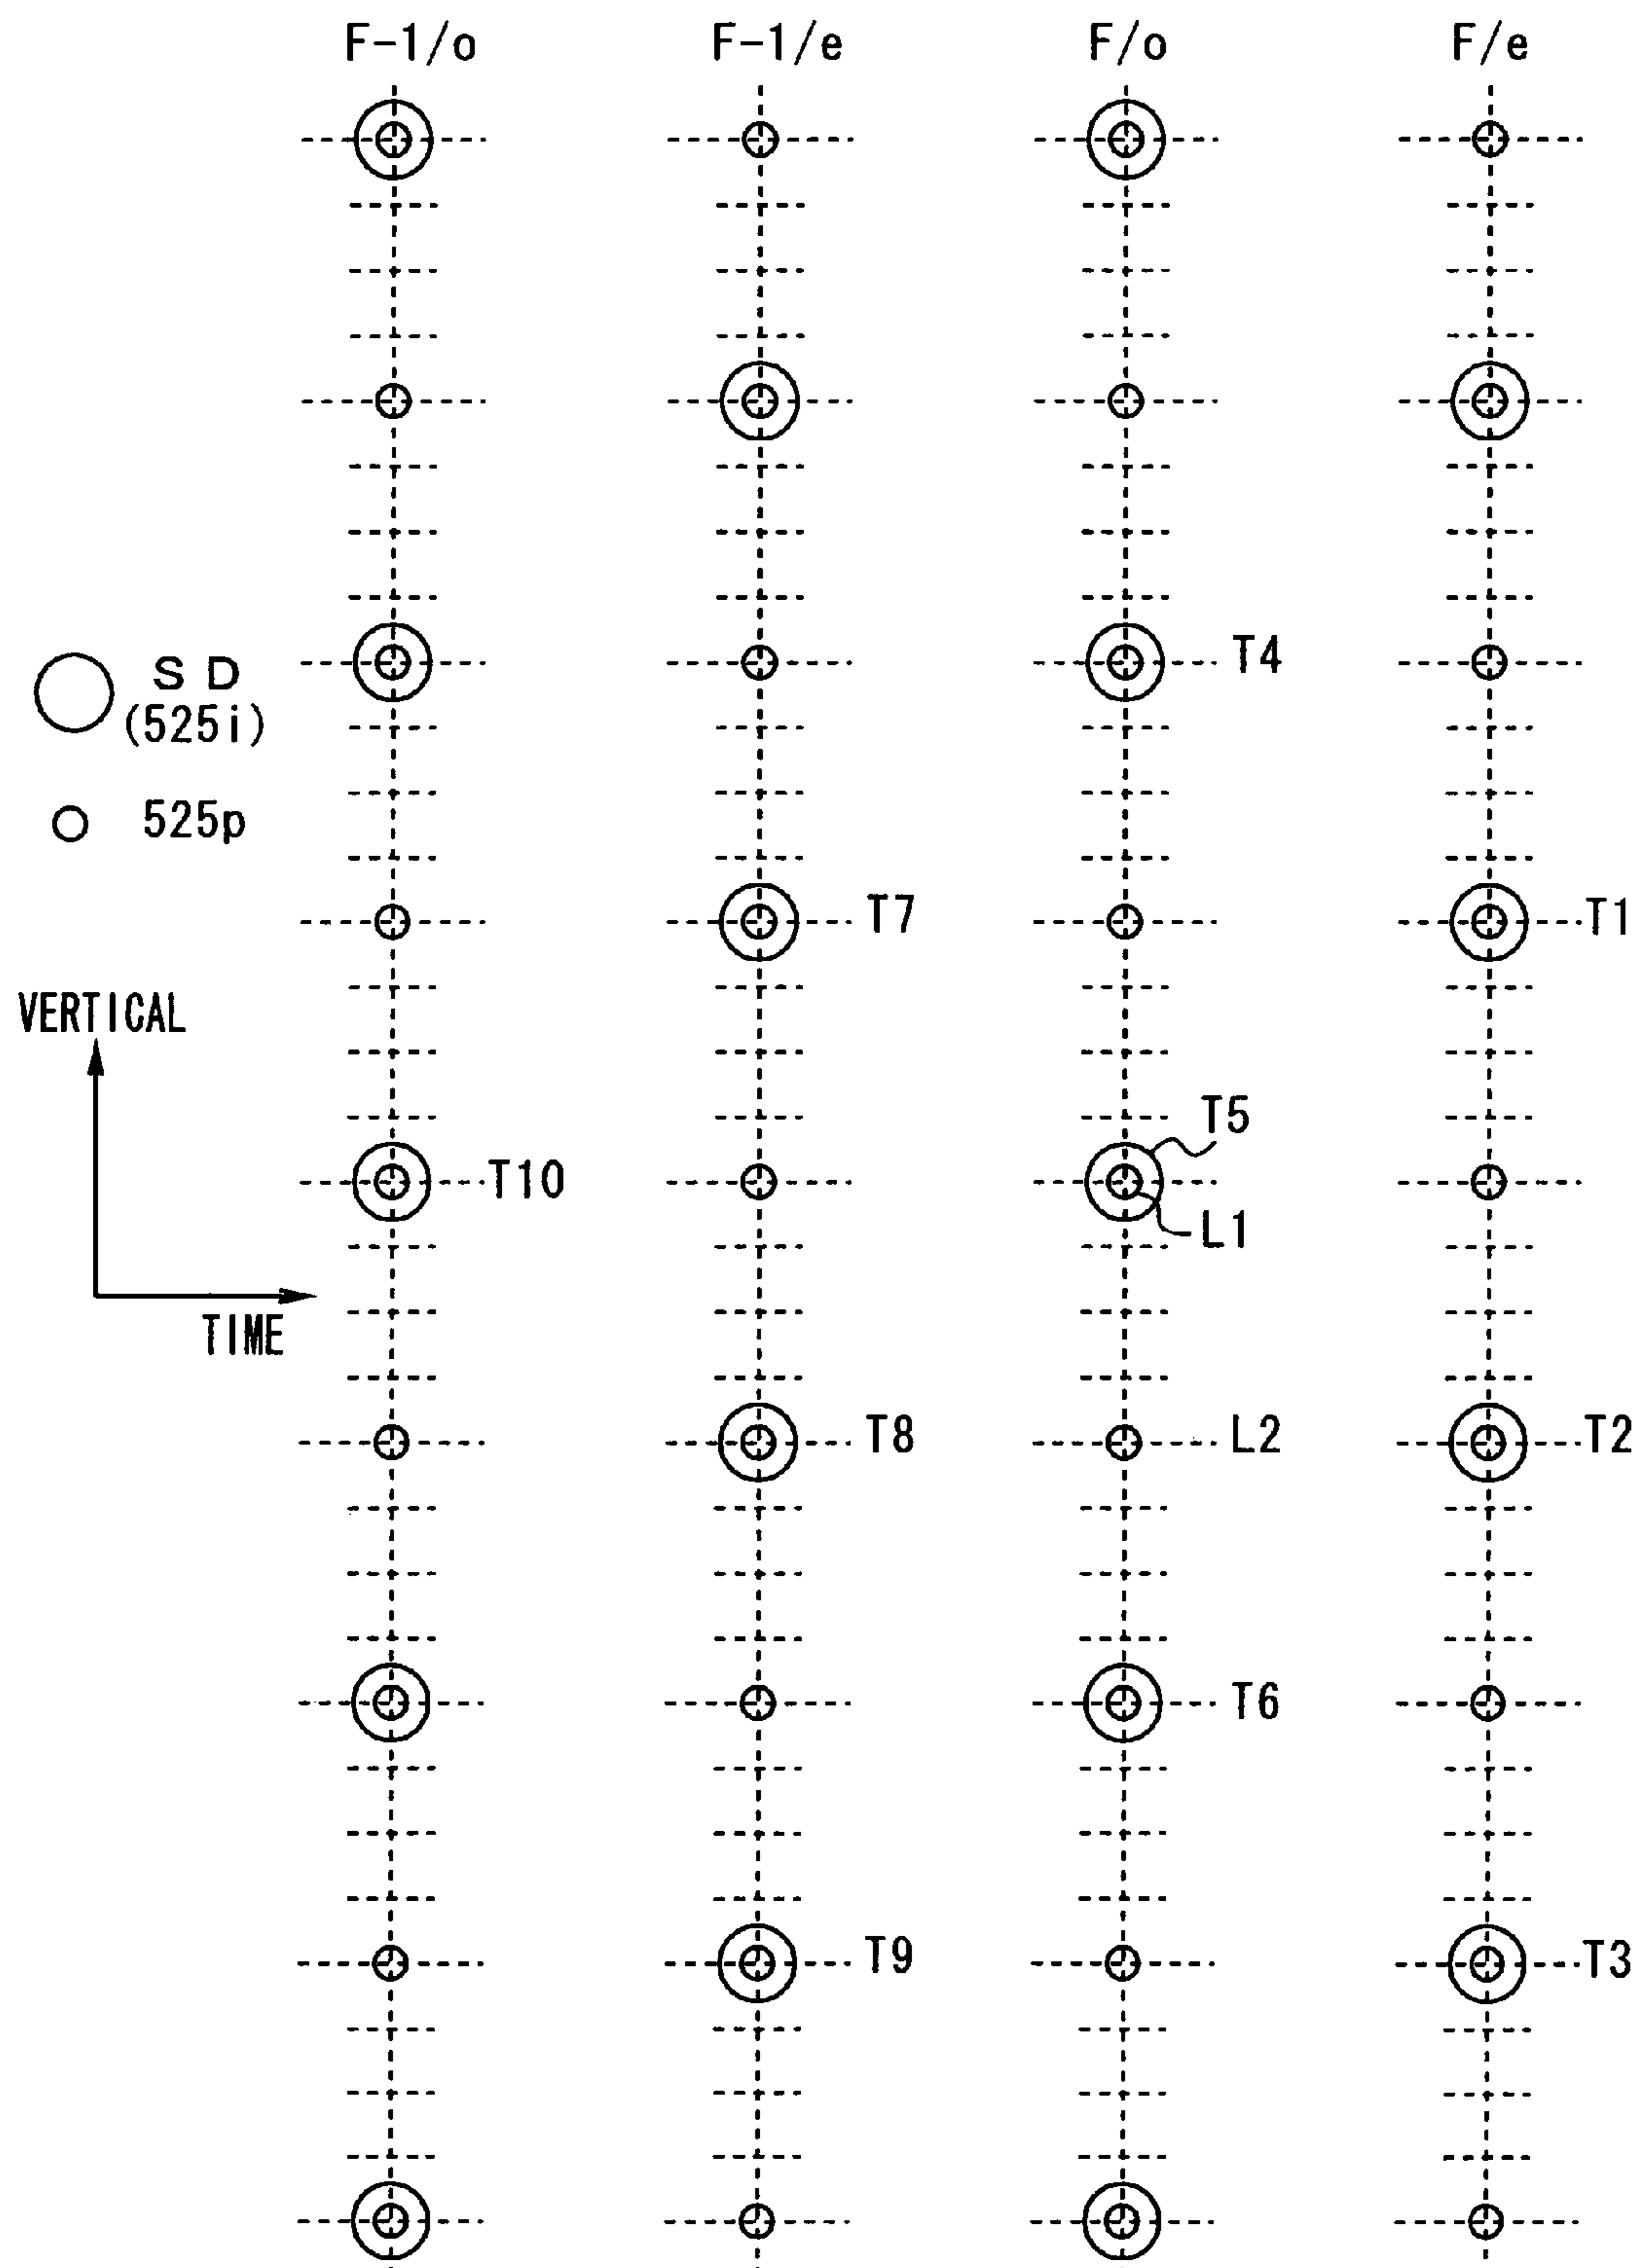 F-1/o F-1/e F/o F/e
S D
(525i)
T4
525p
T7
T1
VERTICAL
T5
T10
L1
TIME
T8
L2
T2
T6
T9
T3